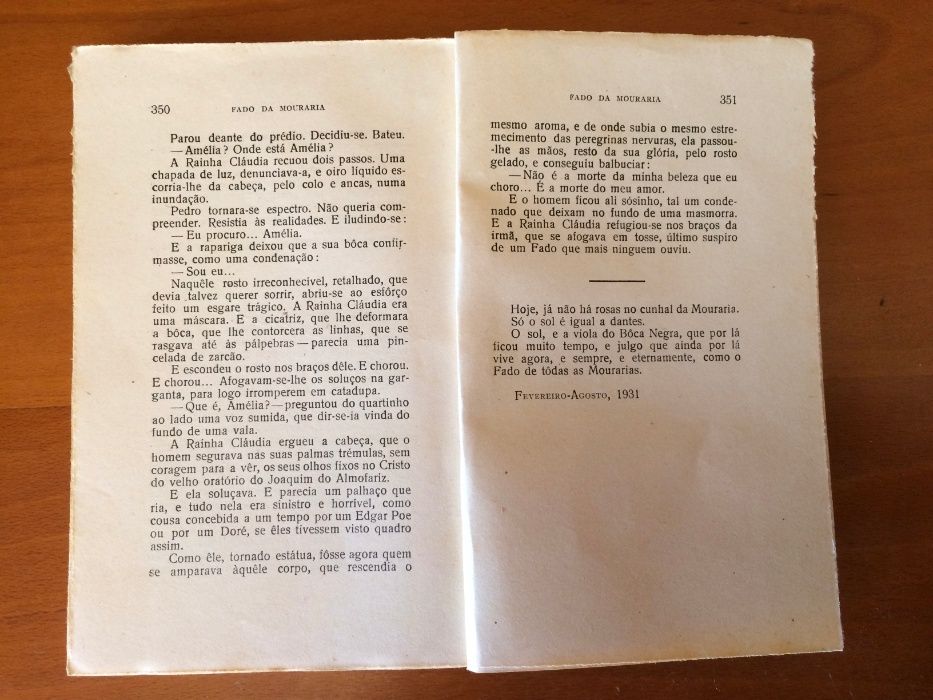 350
FADO DA MOURARIA
Parou deante do prédio. Decidiu-se. Bateu.
— Amélia? Onde está Amélia?
A Rainha Cláudia recuou dois passos. Uma
chapada de luz, denunciava-a, e oiro líquido es-
corria-lhe da cabeça, pelo colo e ancas, numa
inundação.
Pedro tornara-se espectro. Não queria com-
preender. Resistia às realidades. E iludindo-se:
— Eu procuro... Amélia.
E a rapariga deixou que a sua bôca confir-
masse, como uma condenação:
— Sou eu...
Naquêle rosto irreconhecível, retalhado, que
devia talvez querer sorrir, abriu-se ao esfôrço
feito um esgare trágico. A Rainha Cláudia era
uma máscara. E a cicatriz, que lhe deformara
a bôca, que lhe contorcera as linhas, que se
rasgava até às pálpebras — parecia uma pin-
celada de zarcão.
E escondeu o rosto nos braços dêle. E chorou.
E chorou... Afogavam-se-lhe os soluços na gar-
ganta, para logo irromperem em catadupa.
— Que é, Amélia? — preguntou do quartinho
ao lado uma voz sumida, que dir-se-ia vinda do
fundo de uma vala.
A Rainha Cláudia ergueu a cabeça, que o
homem segurava nas suas palmas trémulas, sem
coragem para a vêr, os seus olhos fixos no Cristo
do velho oratório do Joaquim do Almofariz.
E ela soluçava. E parecia um palhaço que
ria, e tudo nela era sinistro e horrível, como
cousa concebida a um tempo por um Edgar Poe
ou por um Doré, se êles tivessem visto quadro
assim.
Como êle, tornado estátua, fôsse agora quem
se amparava àquêle corpo, que rescendia o
FADO DA MOURARIA
351
mesmo aroma, e de onde subia o mesmo estre-
mecimento das peregrinas nervuras, ela passou-
-lhe as mãos, resto da sua glória, pelo rosto
gelado, e conseguiu balbuciar:
— Não é a morte da minha beleza que eu
choro... É a morte do meu amor.
E o homem ficou ali sósinho, tal um conde-
nado que deixam no fundo de uma masmorra.
E a Rainha Cláudia refugiou-se nos braços da
irmã, que se afogava em tosse, último suspiro
de um Fado que mais ninguem ouviu.
Hoje, já não há rosas no cunhal da Mouraria.
Só o sol é igual a dantes.
O sol, e a viola do Bôca Negra, que por lá
ficou muito tempo, e julgo que ainda por lá
vive agora, e sempre, e eternamente, como o
Fado de tôdas as Mourarias.
FEVEREIRO-AGOSTO, 1931